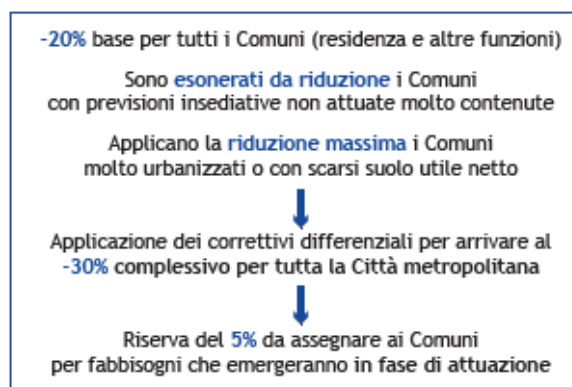 -20% base per tutti i Comuni (residenza e altre funzioni)
Sono esonerati da riduzione i Comuni
con previsioni insediative non attuate molto contenute
Applicano la riduzione massima i Comuni
molto urbanizzati o con scarsi suolo utile netto
Applicazione dei correttivi differenziali per arrivare al
-30% complessivo per tutta la Città metropolitana
Riserva del 5% da assegnare ai Comuni
per fabbisogni che emergeranno in fase di attuazione